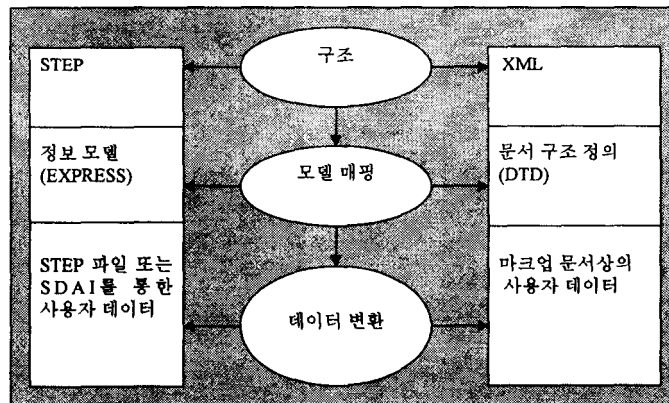 구조
STEP
XML
정보 모델
(EXPRESS)
모델 매핑
문서 구조 정의
(DTD)
STEP 파일 또는
SDAI를 통한
사용자 데이터
데이터 변환
마크업 문서상의
사용자 데이터